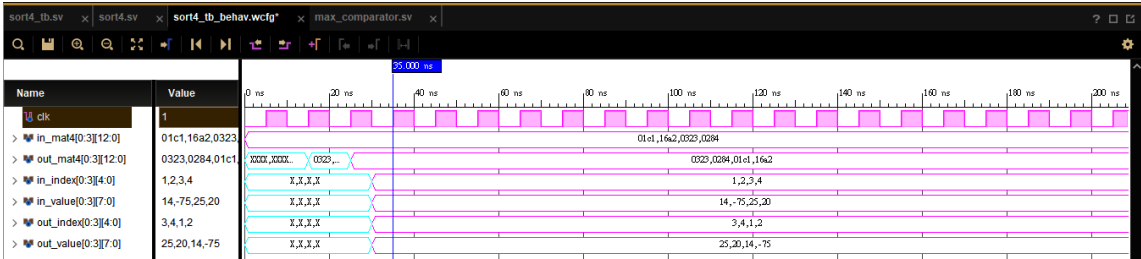 sort4_tb.sv x sort4.sv x sort4_tb_behav.wcfg* x max_comparator.sv x ?
35.000 ns
Name Value 0 ns 20 ns 40 ns 60 ns 80 ns 100 ns 120 ns 140 ns 160 ns 180 ns 200 ns
clk 1
> in_mat4[0:3][12:0] 01c1,16a2,0323, 01c1,16a2,0323,0284
> out_mat4[0:3][12:0] 0323,0284,01c1, XXXX,XXXX... 0323,... 0323,0284,01c1,16a2
> in_index[0:3][4:0] 1,2,3,4 X,X,X,X 1,2,3,4
> in_value[0:3][7:0] 14,-75,25,20 X,X,X,X 14,-75,25,20
> out_index[0:3][4:0] 3,4,1,2 X,X,X,X 3,4,1,2
> out_value[0:3][7:0] 25,20,14,-75 X,X,X,X 25,20,14,-75